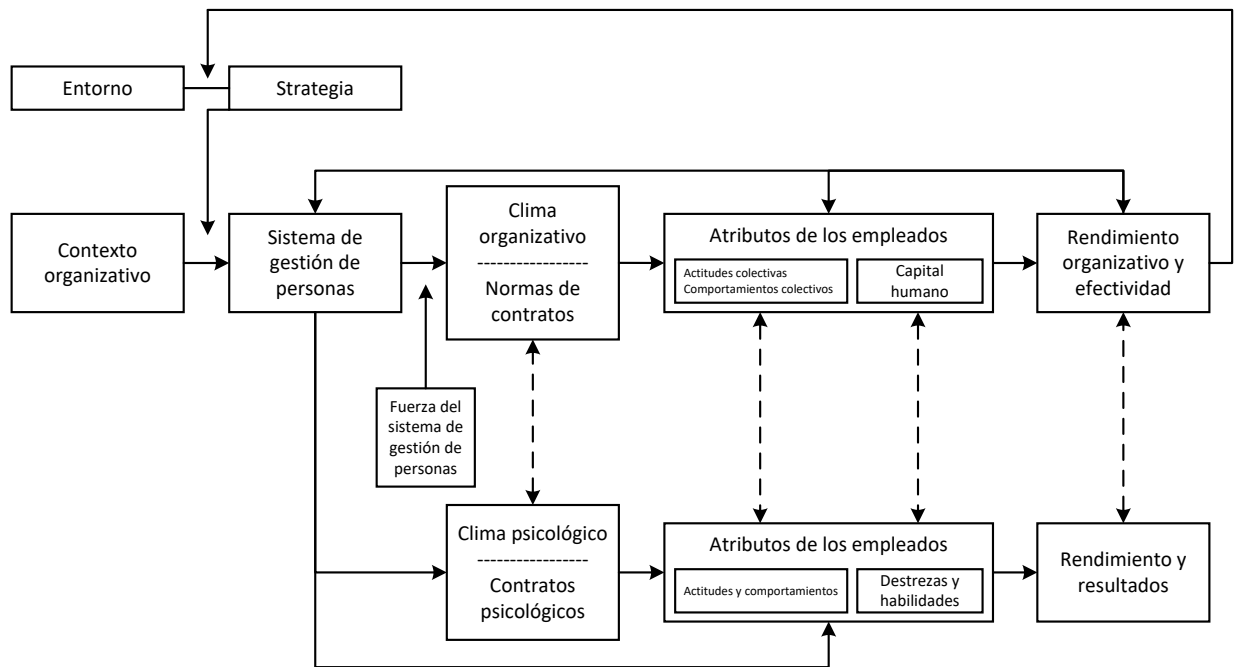 Entorno
Strategia
Contexto
organizativo
Sistema de
gestión de
personas
Clima
organizativo
-----------------
Normas de
contratos
Atributos de los empleados
Actitudes colectivas
Comportamientos colectivos
Capital
humano
Rendimiento
organizativo y
efectividad
Fuerza del
sistema de
gestión de
personas
Clima psicológico
-----------------
Contratos
psicológicos
Atributos de los empleados
Actitudes y comportamientos
Destrezas y
habilidades
Rendimiento y
resultados